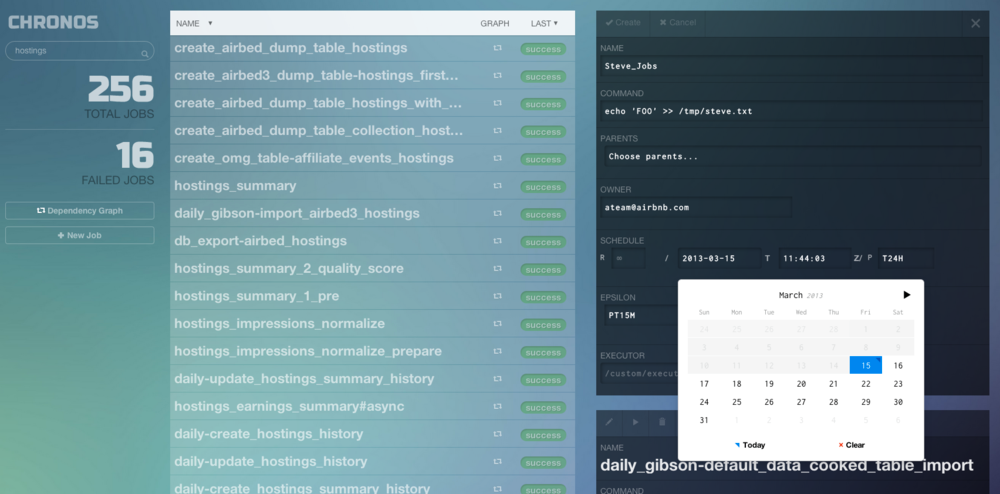 CHRONOS
hostings
256
TOTAL JOBS
16
FAILED JOBS
Dependency Graph
+ New Job
NAME ▼ GRAPH LAST ▼
create_airbed_dump_table_hostings success
create_airbed3_dump_table-hostings_first... success
create_airbed_dump_table_hostings_with_... success
create_airbed_dump_table_collection_host... success
create_omg_table-affiliate_events_hostings success
hostings_summary success
daily_gibson-import_airbed3_hostings success
db_export-airbed_hostings success
hostings_summary_2_quality_score success
hostings_summary_1_pre success
hostings_impressions_normalize success
hostings_impressions_normalize_prepare success
daily-update_hostings_summary_history success
hostings_earnings_summary#async success
daily-create_hostings_history success
daily-update_hostings_history success
daily-create_hostings_summary_history success
✔ Create ✖ Cancel ✕
NAME
Steve_Jobs
COMMAND
echo 'FOO' >> /tmp/steve.txt
PARENTS
Choose parents...
OWNER
ateam@airbnb.com
SCHEDULE
R ∞ / 2013-03-15 T 11:44:03 Z/ P T24H
EPSILON
PT15M
EXECUTOR
/custom/execut
March 2013
Sun Mon Tue Wed Thu Fri Sat
24 25 26 27 28 1 2
3 4 5 6 7 8 9
10 11 12 13 14 15 16
17 18 19 20 21 22 23
24 25 26 27 28 29 30
31 1 2 3 4 5 6
Today ✖ Clear
NAME
daily_gibson-default_data_cooked_table_import
COMMAND